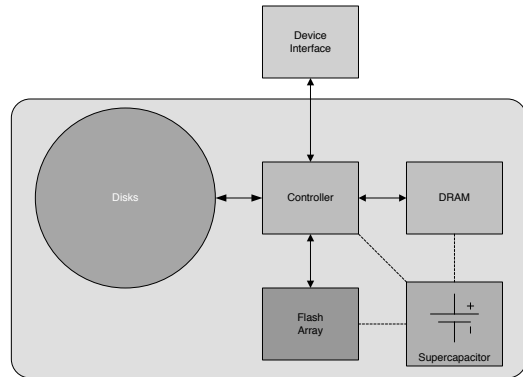 Device
Interface
Disks
Controller
DRAM
Flash
Array
Supercapacitor